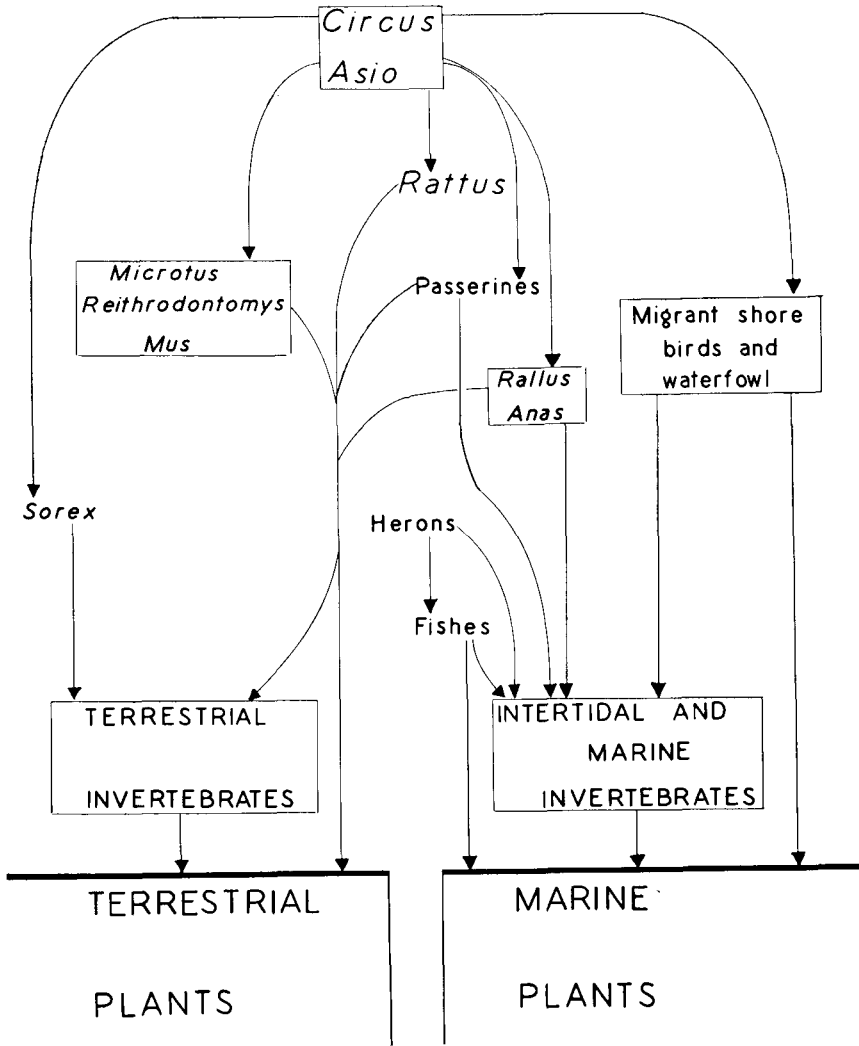 Circus
Asio
Rattus
Microtus
Reithrodontomys
Mus
Passerines
Migrant shore
birds and
waterfowl
Rallus
Anas
Sorex
Herons
Fishes
TERRESTRIAL
INVERTEBRATES
INTERTIDAL AND
MARINE
INVERTEBRATES
TERRESTRIAL
PLANTS
MARINE
PLANTS